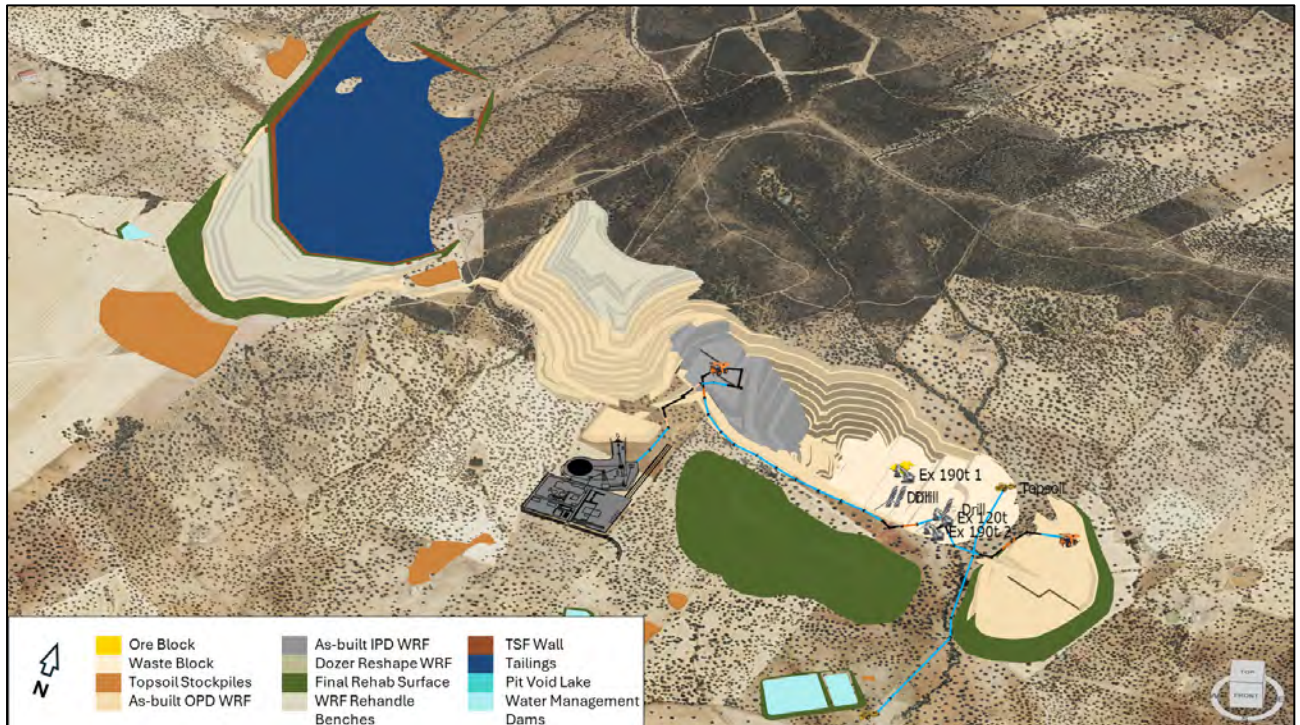 Ex 190t 1
Topsoil
Drill
Ex 120t
Ex 190t 2
N
Ore Block
Waste Block
Topsoil Stockpiles
As-built OPD WRF
As-built IPD WRF
Dozer Reshape WRF
Final Rehab Surface
WRF Rehandle
Benches
TSF Wall
Tailings
Pit Void Lake
Water Management
Dams
FRONT